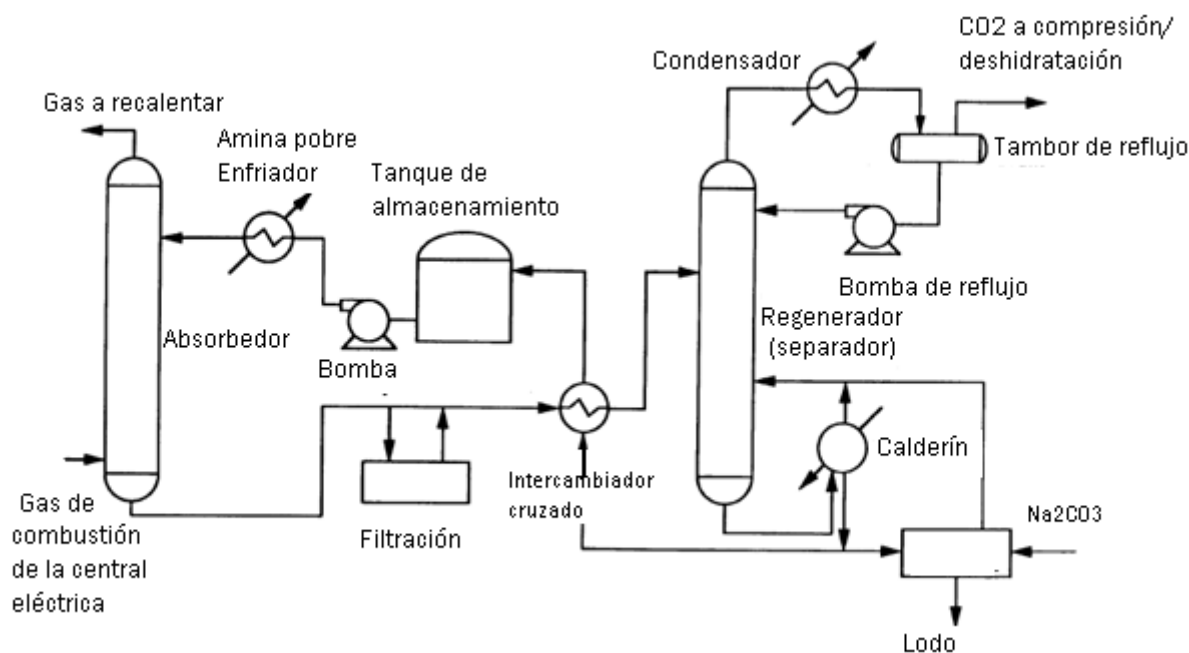 CO2 a compresión/
deshidratación
Condensador
Gas a recalentar
Amina pobre
Enfriador
Tanque de
almacenamiento
Tambor de reflujo
Bomba de reflujo
Absorbedor
Regenerador
(separador)
Bomba
Calderín
Intercambiador
cruzado
Gas de
combustión
de la central
eléctrica
Filtración
Na2CO3
Lodo